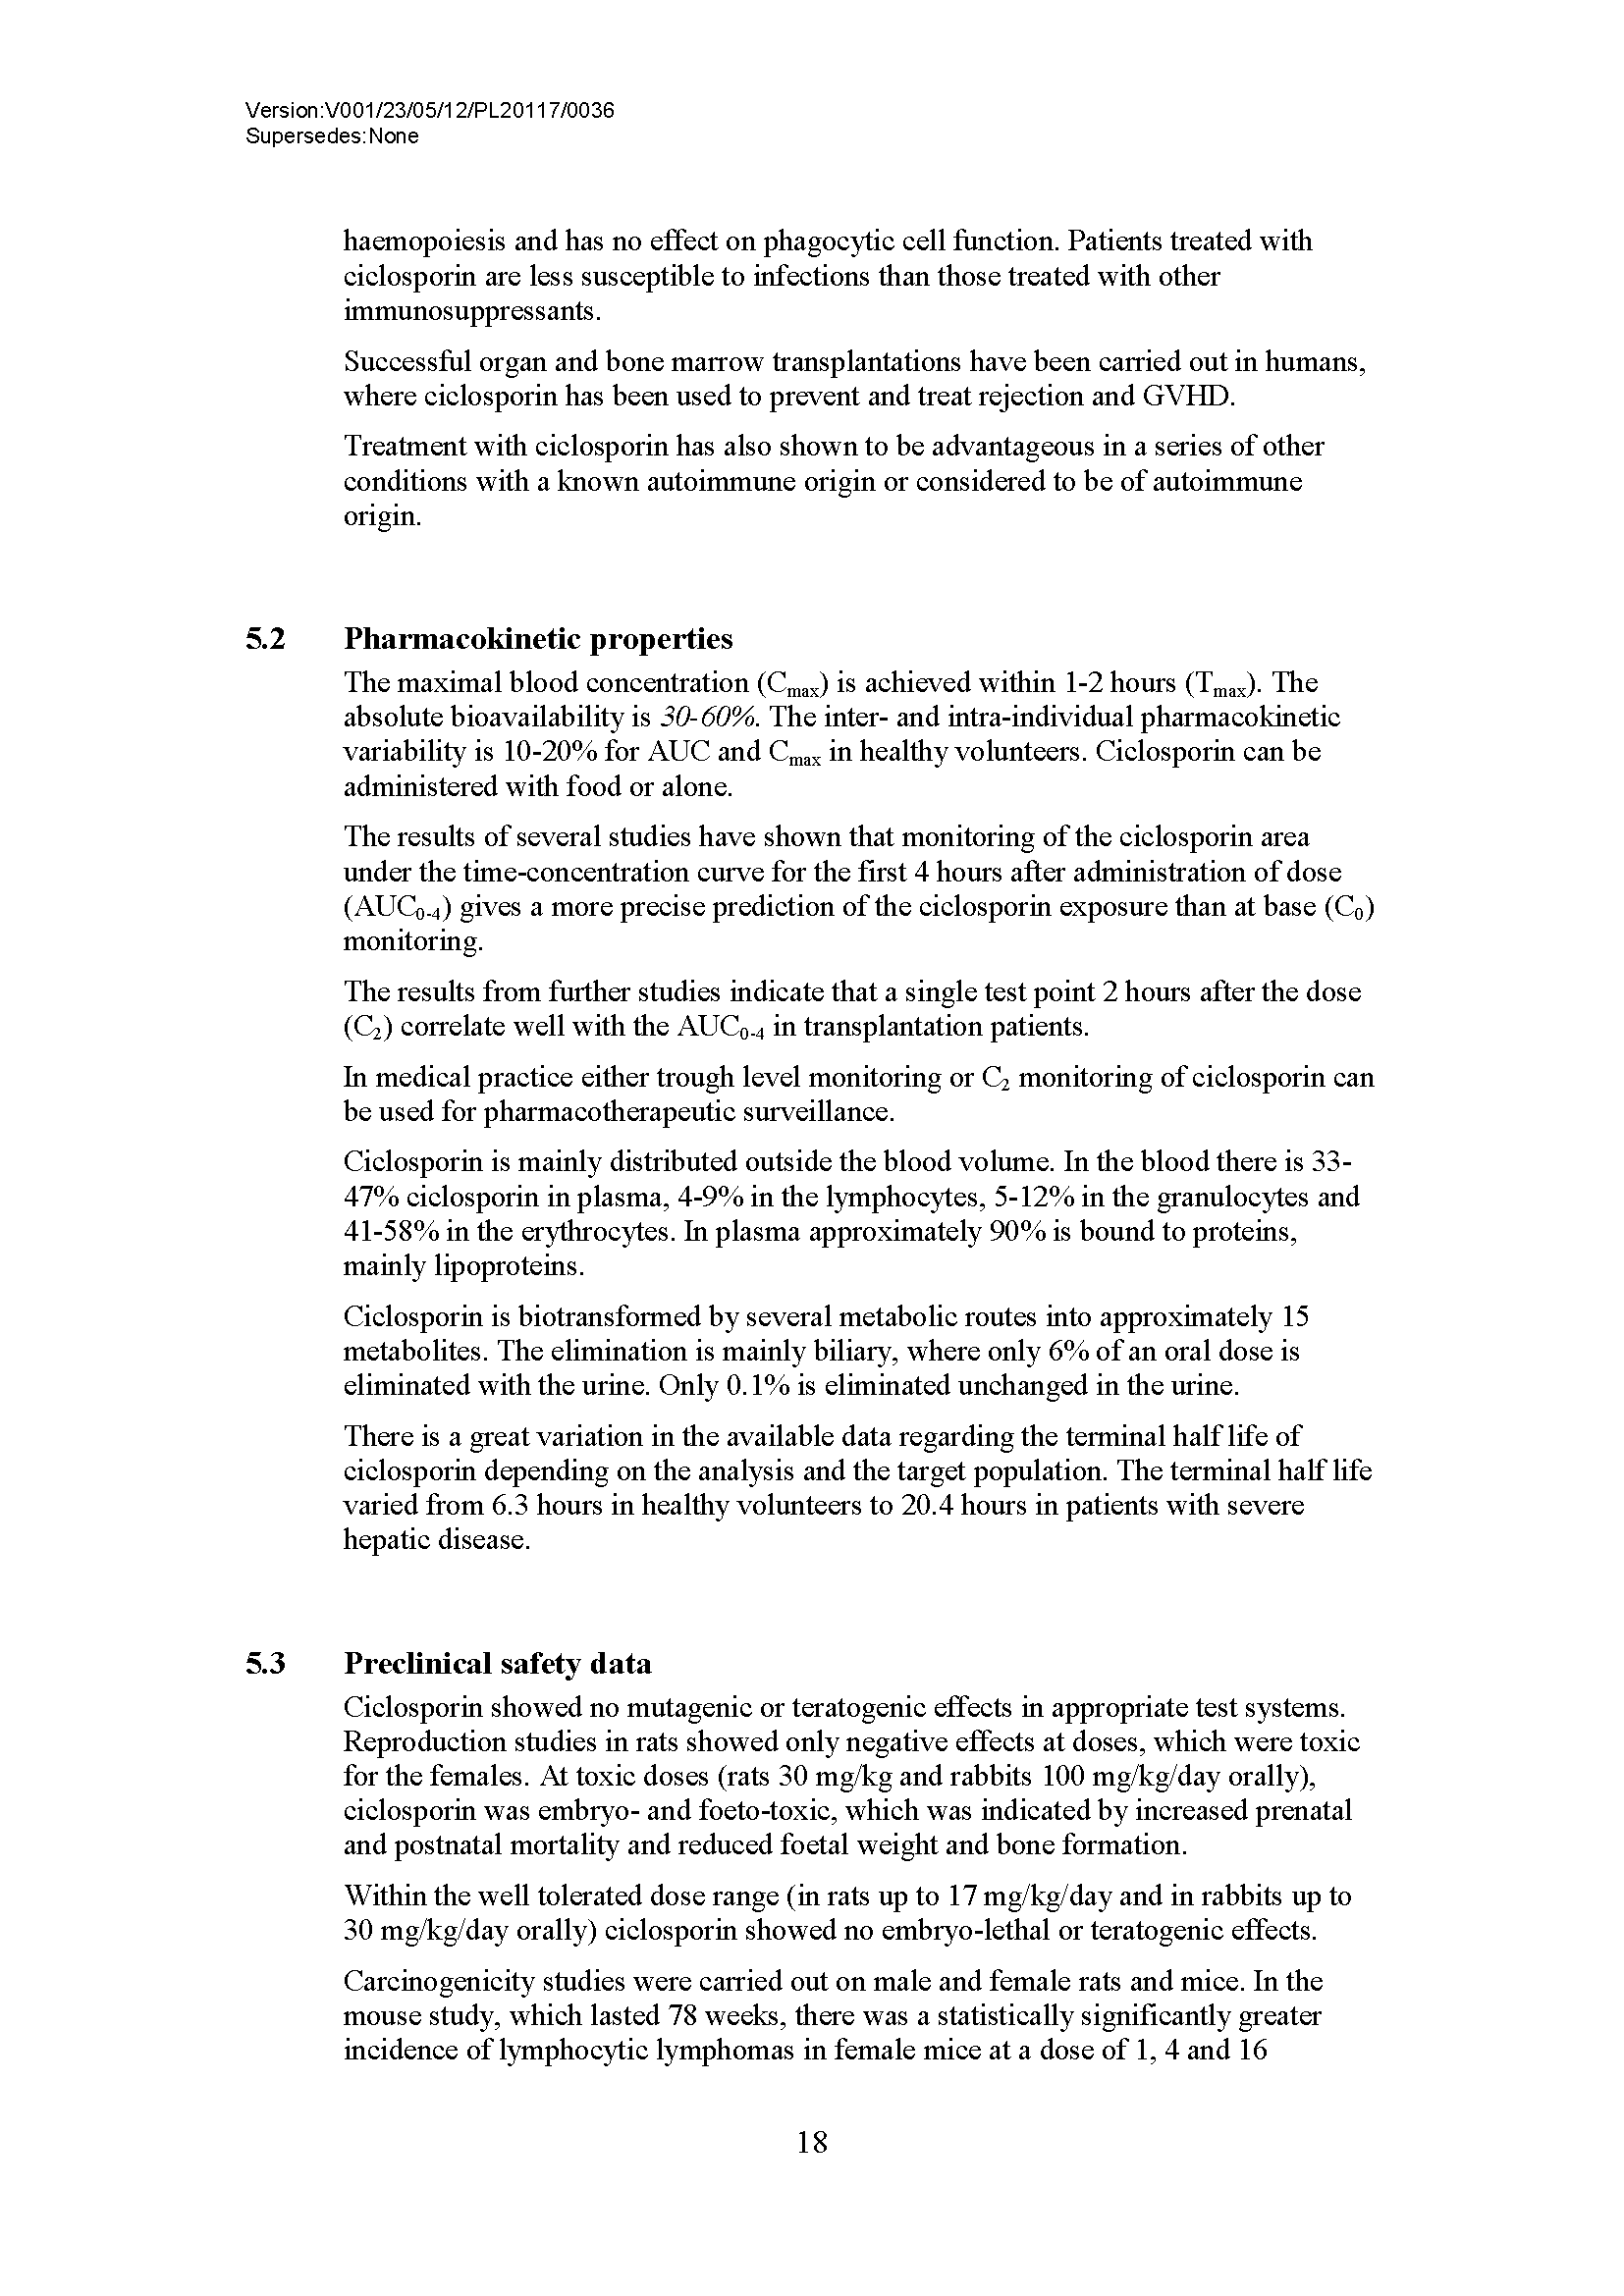 Version:V001/23/05/12/PL20117/0036
Supersedes:None
haemopoiesis and has no effect on phagocytic cell function. Patients treated with
ciclosporin are less susceptible to infections than those treated with other
immunosuppressants.
Successful organ and bone marrow transplantations have been carried out in humans,
where ciclosporin has been used to prevent and treat rejection and GVHD.
Treatment with ciclosporin has also shown to be advantageous in a series of other
conditions with a known autoimmune origin or considered to be of autoimmune
origin.
5.2 Pharmacokinetic properties
The maximal blood concentration (Cmax) is achieved within 1-2 hours (Tmax). The
absolute bioavailability is 30-60%. The inter- and intra-individual pharmacokinetic
variability is 10-20% for AUC and Cmax in healthy volunteers. Ciclosporin can be
administered with food or alone.
The results of several studies have shown that monitoring of the ciclosporin area
under the time-concentration curve for the first 4 hours after administration of dose
(AUC0-4) gives a more precise prediction of the ciclosporin exposure than at base (C0)
monitoring.
The results from further studies indicate that a single test point 2 hours after the dose
(C2) correlate well with the AUC0-4 in transplantation patients.
In medical practice either trough level monitoring or C2 monitoring of ciclosporin can
be used for pharmacotherapeutic surveillance.
Ciclosporin is mainly distributed outside the blood volume. In the blood there is 33-
47% ciclosporin in plasma, 4-9% in the lymphocytes, 5-12% in the granulocytes and
41-58% in the erythrocytes. In plasma approximately 90% is bound to proteins,
mainly lipoproteins.
Ciclosporin is biotransformed by several metabolic routes into approximately 15
metabolites. The elimination is mainly biliary, where only 6% of an oral dose is
eliminated with the urine. Only 0.1% is eliminated unchanged in the urine.
There is a great variation in the available data regarding the terminal half life of
ciclosporin depending on the analysis and the target population. The terminal half life
varied from 6.3 hours in healthy volunteers to 20.4 hours in patients with severe
hepatic disease.
5.3 Preclinical safety data
Ciclosporin showed no mutagenic or teratogenic effects in appropriate test systems.
Reproduction studies in rats showed only negative effects at doses, which were toxic
for the females. At toxic doses (rats 30 mg/kg and rabbits 100 mg/kg/day orally),
ciclosporin was embryo- and foeto-toxic, which was indicated by increased prenatal
and postnatal mortality and reduced foetal weight and bone formation.
Within the well tolerated dose range (in rats up to 17 mg/kg/day and in rabbits up to
30 mg/kg/day orally) ciclosporin showed no embryo-lethal or teratogenic effects.
Carcinogenicity studies were carried out on male and female rats and mice. In the
mouse study, which lasted 78 weeks, there was a statistically significantly greater
incidence of lymphocytic lymphomas in female mice at a dose of 1, 4 and 16
18